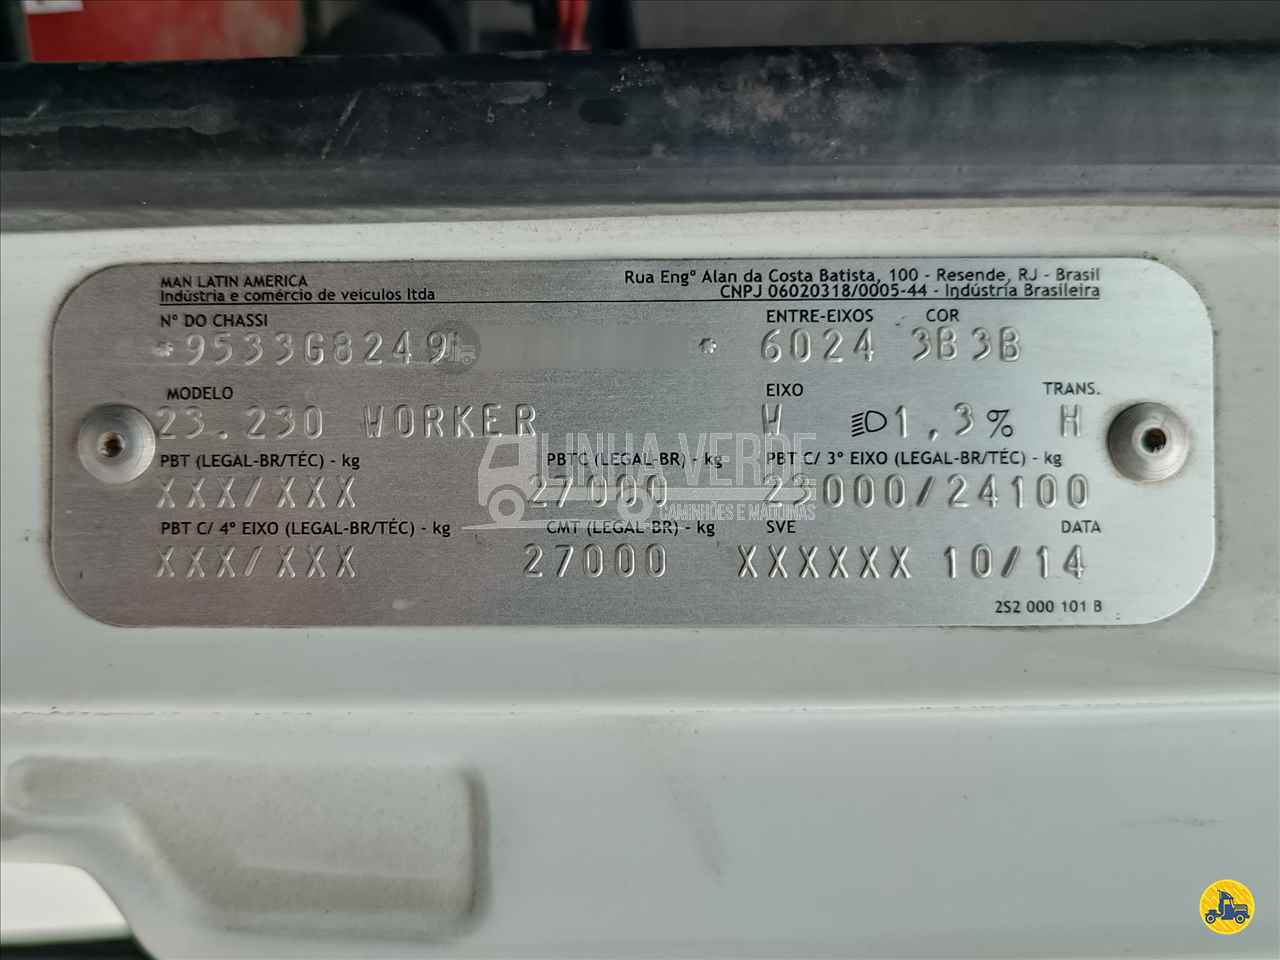 MAN LATIN AMERICA
Indústria e comércio de veículos ltda
Rua Engº Alan da Costa Batista, 100 - Resende, RJ - Brasil
CNPJ 06020318/0005-44 - Indústria Brasileira
Nº DO CHASSI ENTRE-EIXOS COR
*953368249 * 6024 3B3B
MODELO EIXO TRANS.
23.230 WORKER W 1,3% H
LINHA VERDE
CAMINHÕES E MÁQUINAS
PBT (LEGAL-BR/TÉC) - kg PBTC (LEGAL-BR) - kg PBT C/ 3º EIXO (LEGAL-BR/TÉC) - kg
XXX/XXX 27000 23000/24100
PBT C/ 4º EIXO (LEGAL-BR/TÉC) - kg CMT (LEGAL-BR) - kg SVE DATA
XXX/XXX 27000 XXXXXX 10/14
2S2 000 101 B